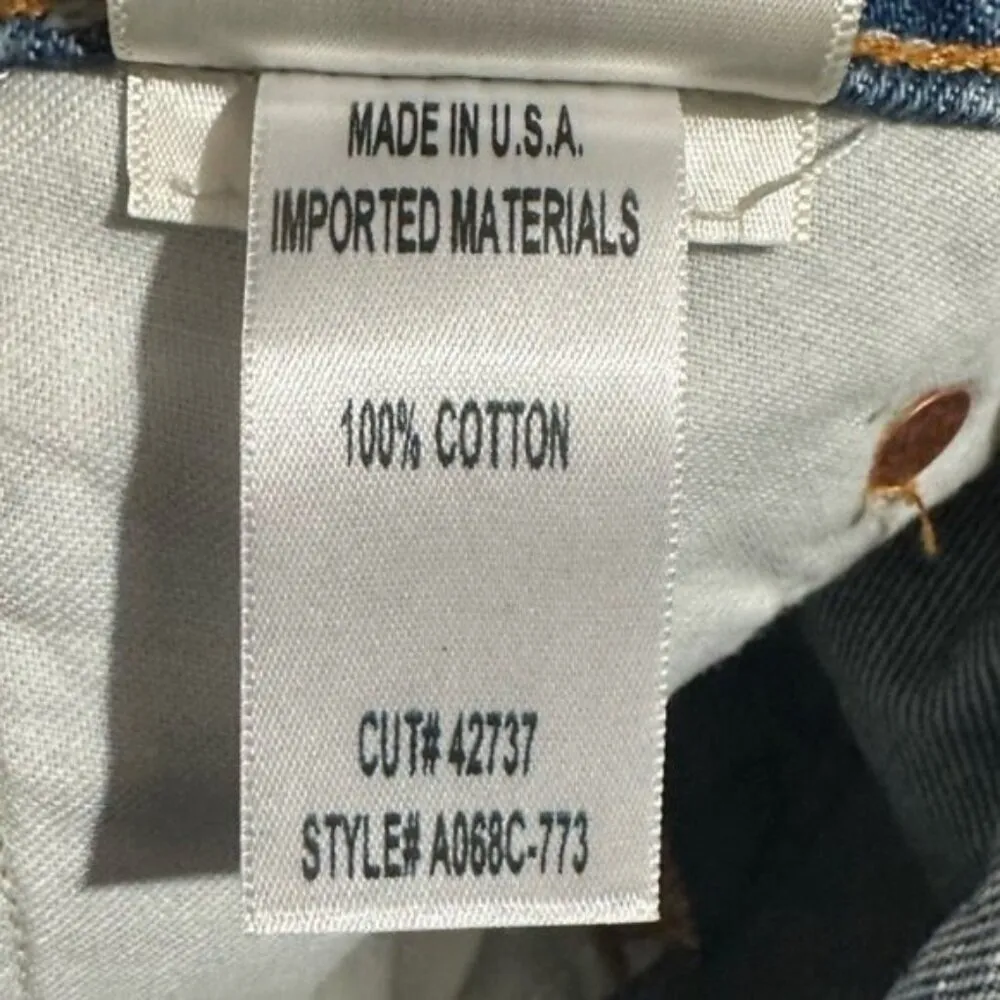 MADE IN U.S.A.
IMPORTED MATERIALS
100% COTTON
CUT# 42737
STYLE# A068C-773